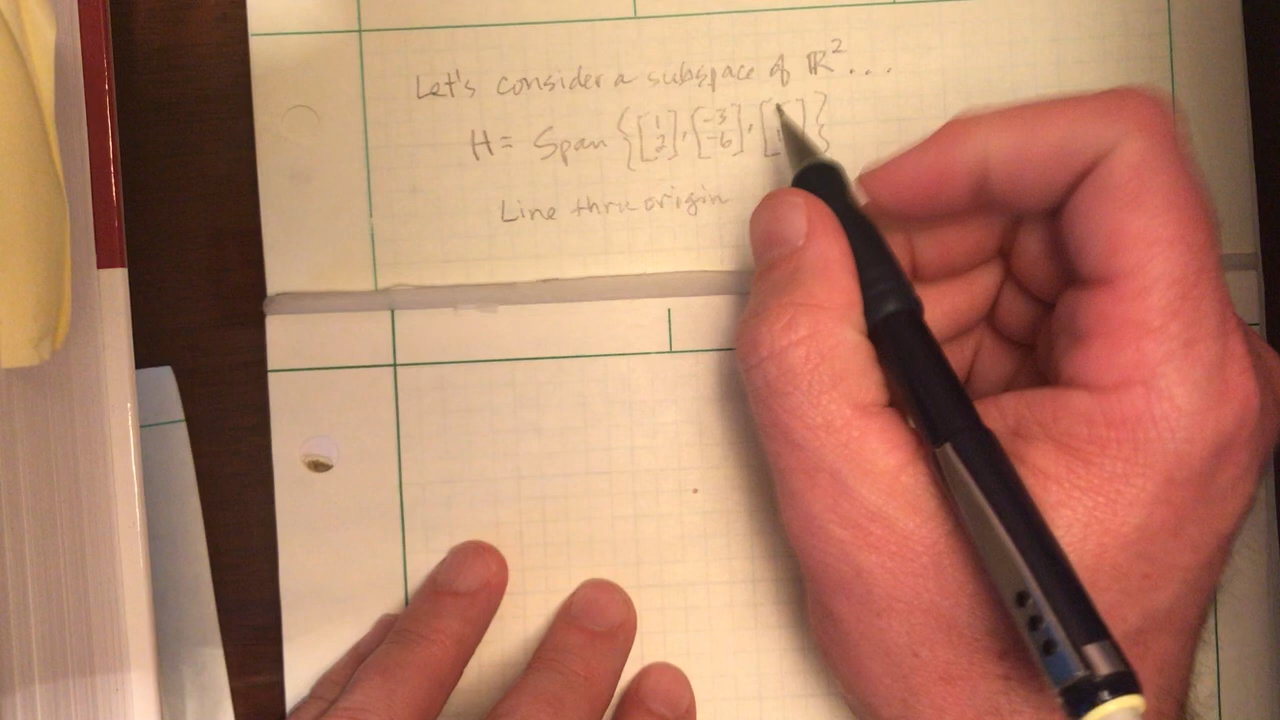 Let's consider a subspace of ℝ²...
H = Span {[1 2], [-3 -6], [ ]}
Line thru origin